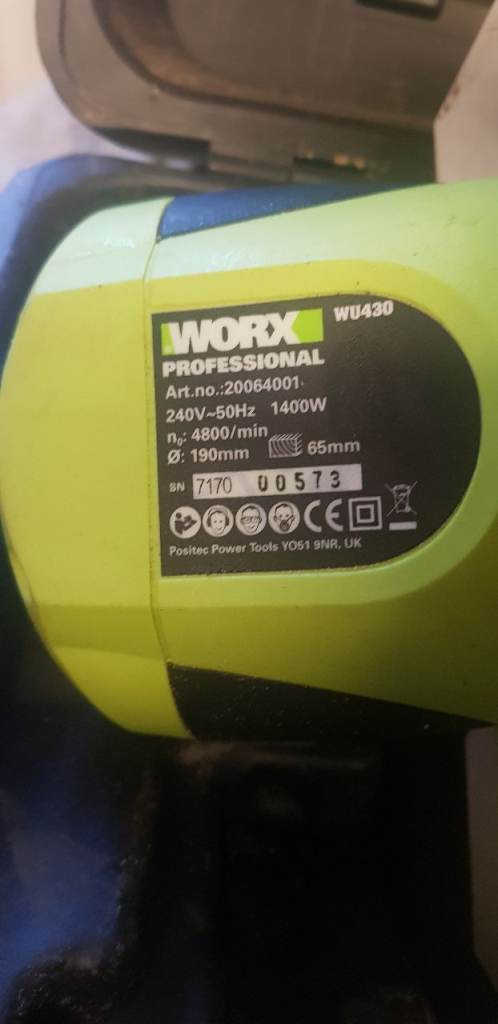 WORX
WU430
PROFESSIONAL
Art.no.:20064001
240V~50Hz 1400W
n₀: 4800/min
Ø: 190mm 65mm
SN 7170 00573
CE
Positec Power Tools YO51 9NR, UK